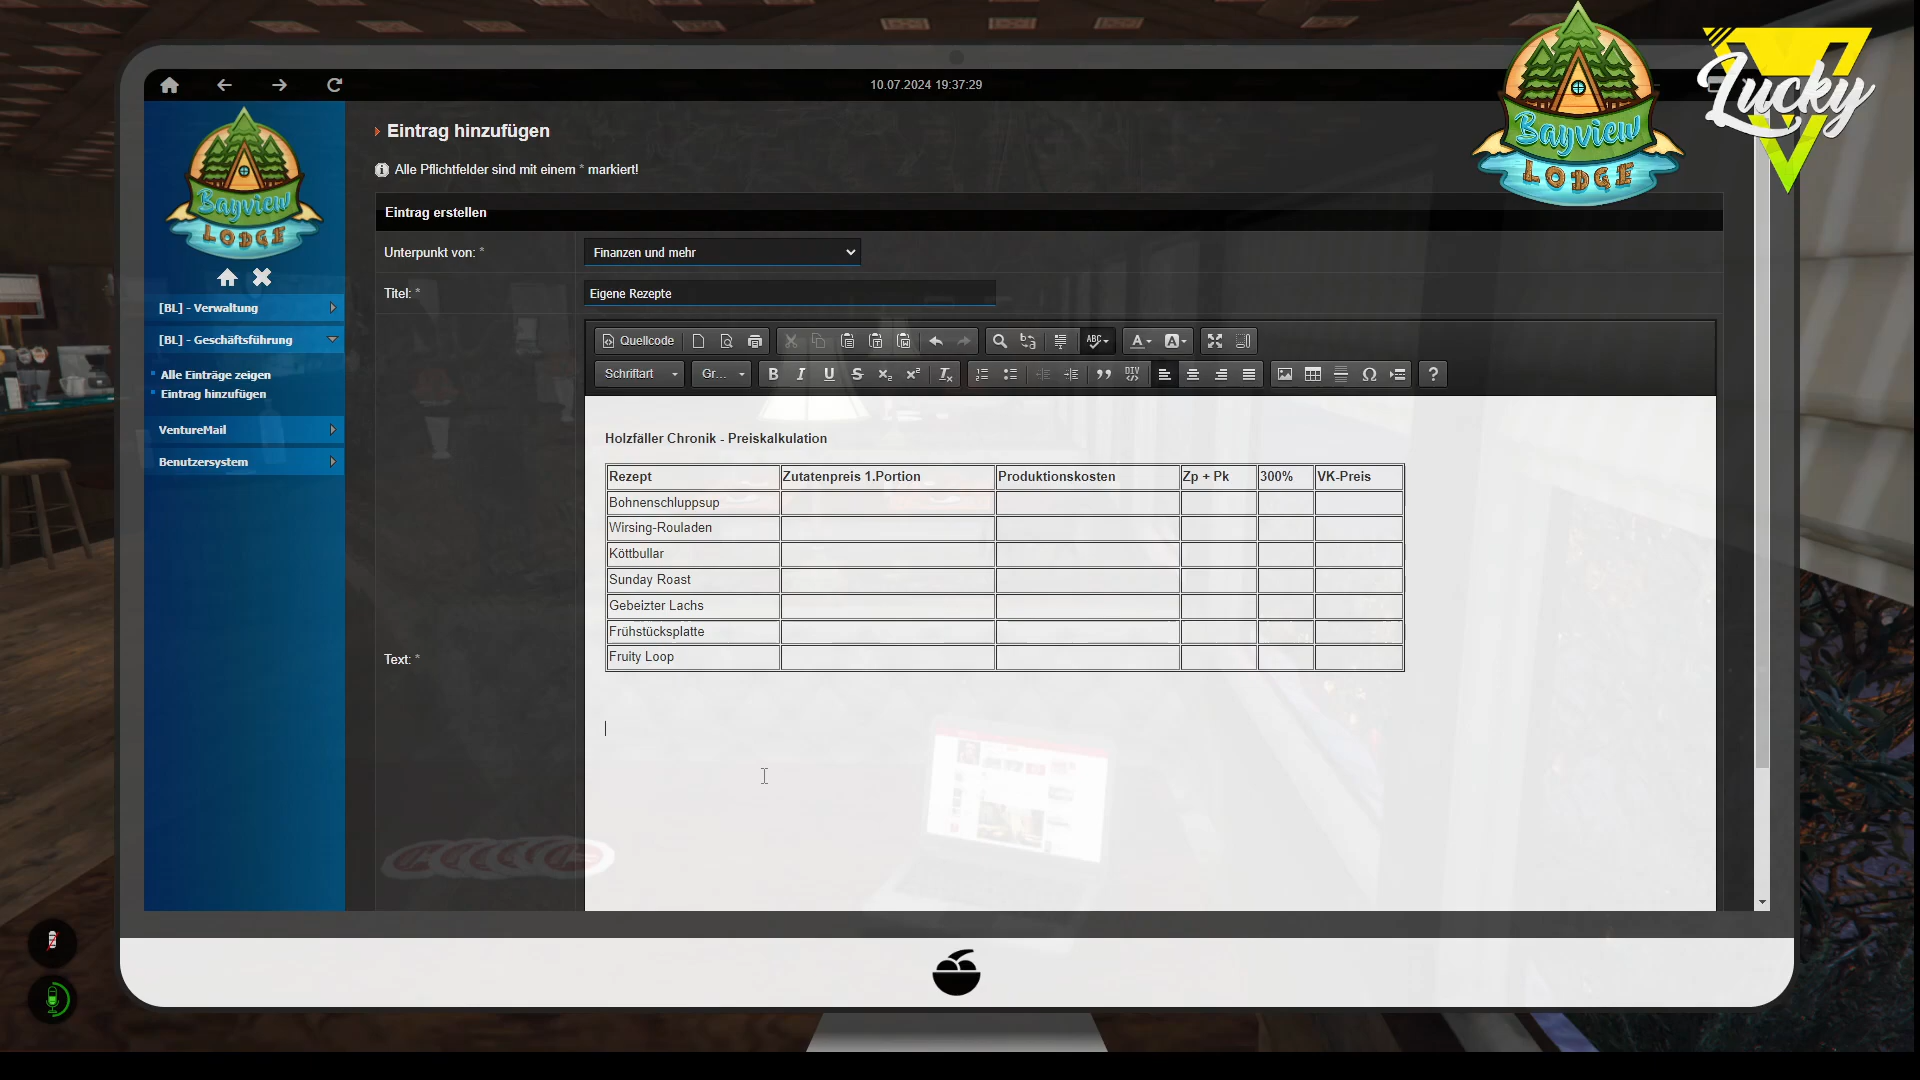 10.07.2024 19:37:29
Bayview
LODGE
Lucky V
Bayview
LODGE
[BL] - Verwaltung
[BL] - Geschäftsführung
Alle Einträge zeigen
Eintrag hinzufügen
VentureMail
Benutzersystem
Eintrag hinzufügen
Alle Pflichtfelder sind mit einem * markiert!
Eintrag erstellen
Unterpunkt von: *
Finanzen und mehr
Titel: *
Eigene Rezepte
Text: *
Quellcode
Schriftart
Gr...
Holzfäller Chronik - Preiskalkulation
Rezept Zutatenpreis 1.Portion Produktionskosten Zp + Pk 300% VK-Preis
Bohnenschluppsup
Wirsing-Rouladen
Köttbullar
Sunday Roast
Gebeizter Lachs
Frühstücksplatte
Fruity Loop